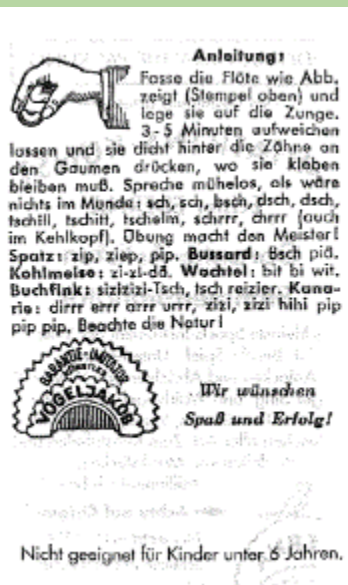 Anleitung:
Fasse die Flöte wie Abb.
zeigt (Stempel oben) und
lege sie auf die Zunge.
3-5 Minuten aufweichen
lassen und sie dicht hinter die Zähne an
den Gaumen drücken, wo sie kleben
bleiben muß. Spreche mühelos, als wäre
nichts im Munde: sch, sch, bsch, dsch, dsch,
tschill, tschitt, tschelm, schrrr, chrrr (auch
im Kehlkopf). Übung macht den Meister!
Spatz: zip, ziep, pip. Bussard: Bsch piä.
Kohlmeise: zi-zi-dä. Wachtel: bit bi wit.
Buchfink: sizizizi-Tsch, tsch reizier. Kana-
rie: dirrr errr arrr urrr, zizi, zizi hihi pip
pip pip. Beachte die Natur!
GARANTIE-IMITATOR
KÜNSTLER
VOGELJAKOB
Wir wünschen
Spaß und Erfolg!
Nicht geeignet für Kinder unter 6 Jahren.